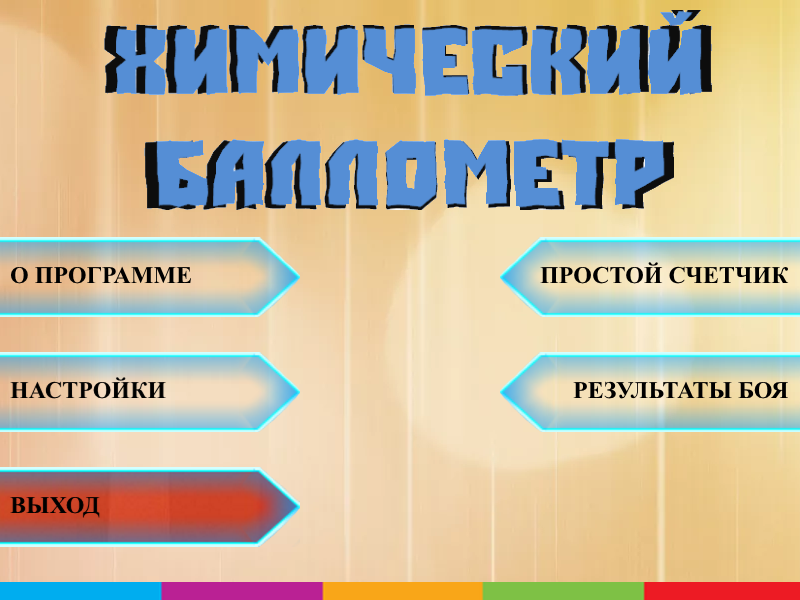 ХИМИЧЕСКИЙ
БАЛЛОМЕТР
О ПРОГРАММЕ
ПРОСТОЙ СЧЕТЧИК
НАСТРОЙКИ
РЕЗУЛЬТАТЫ БОЯ
ВЫХОД